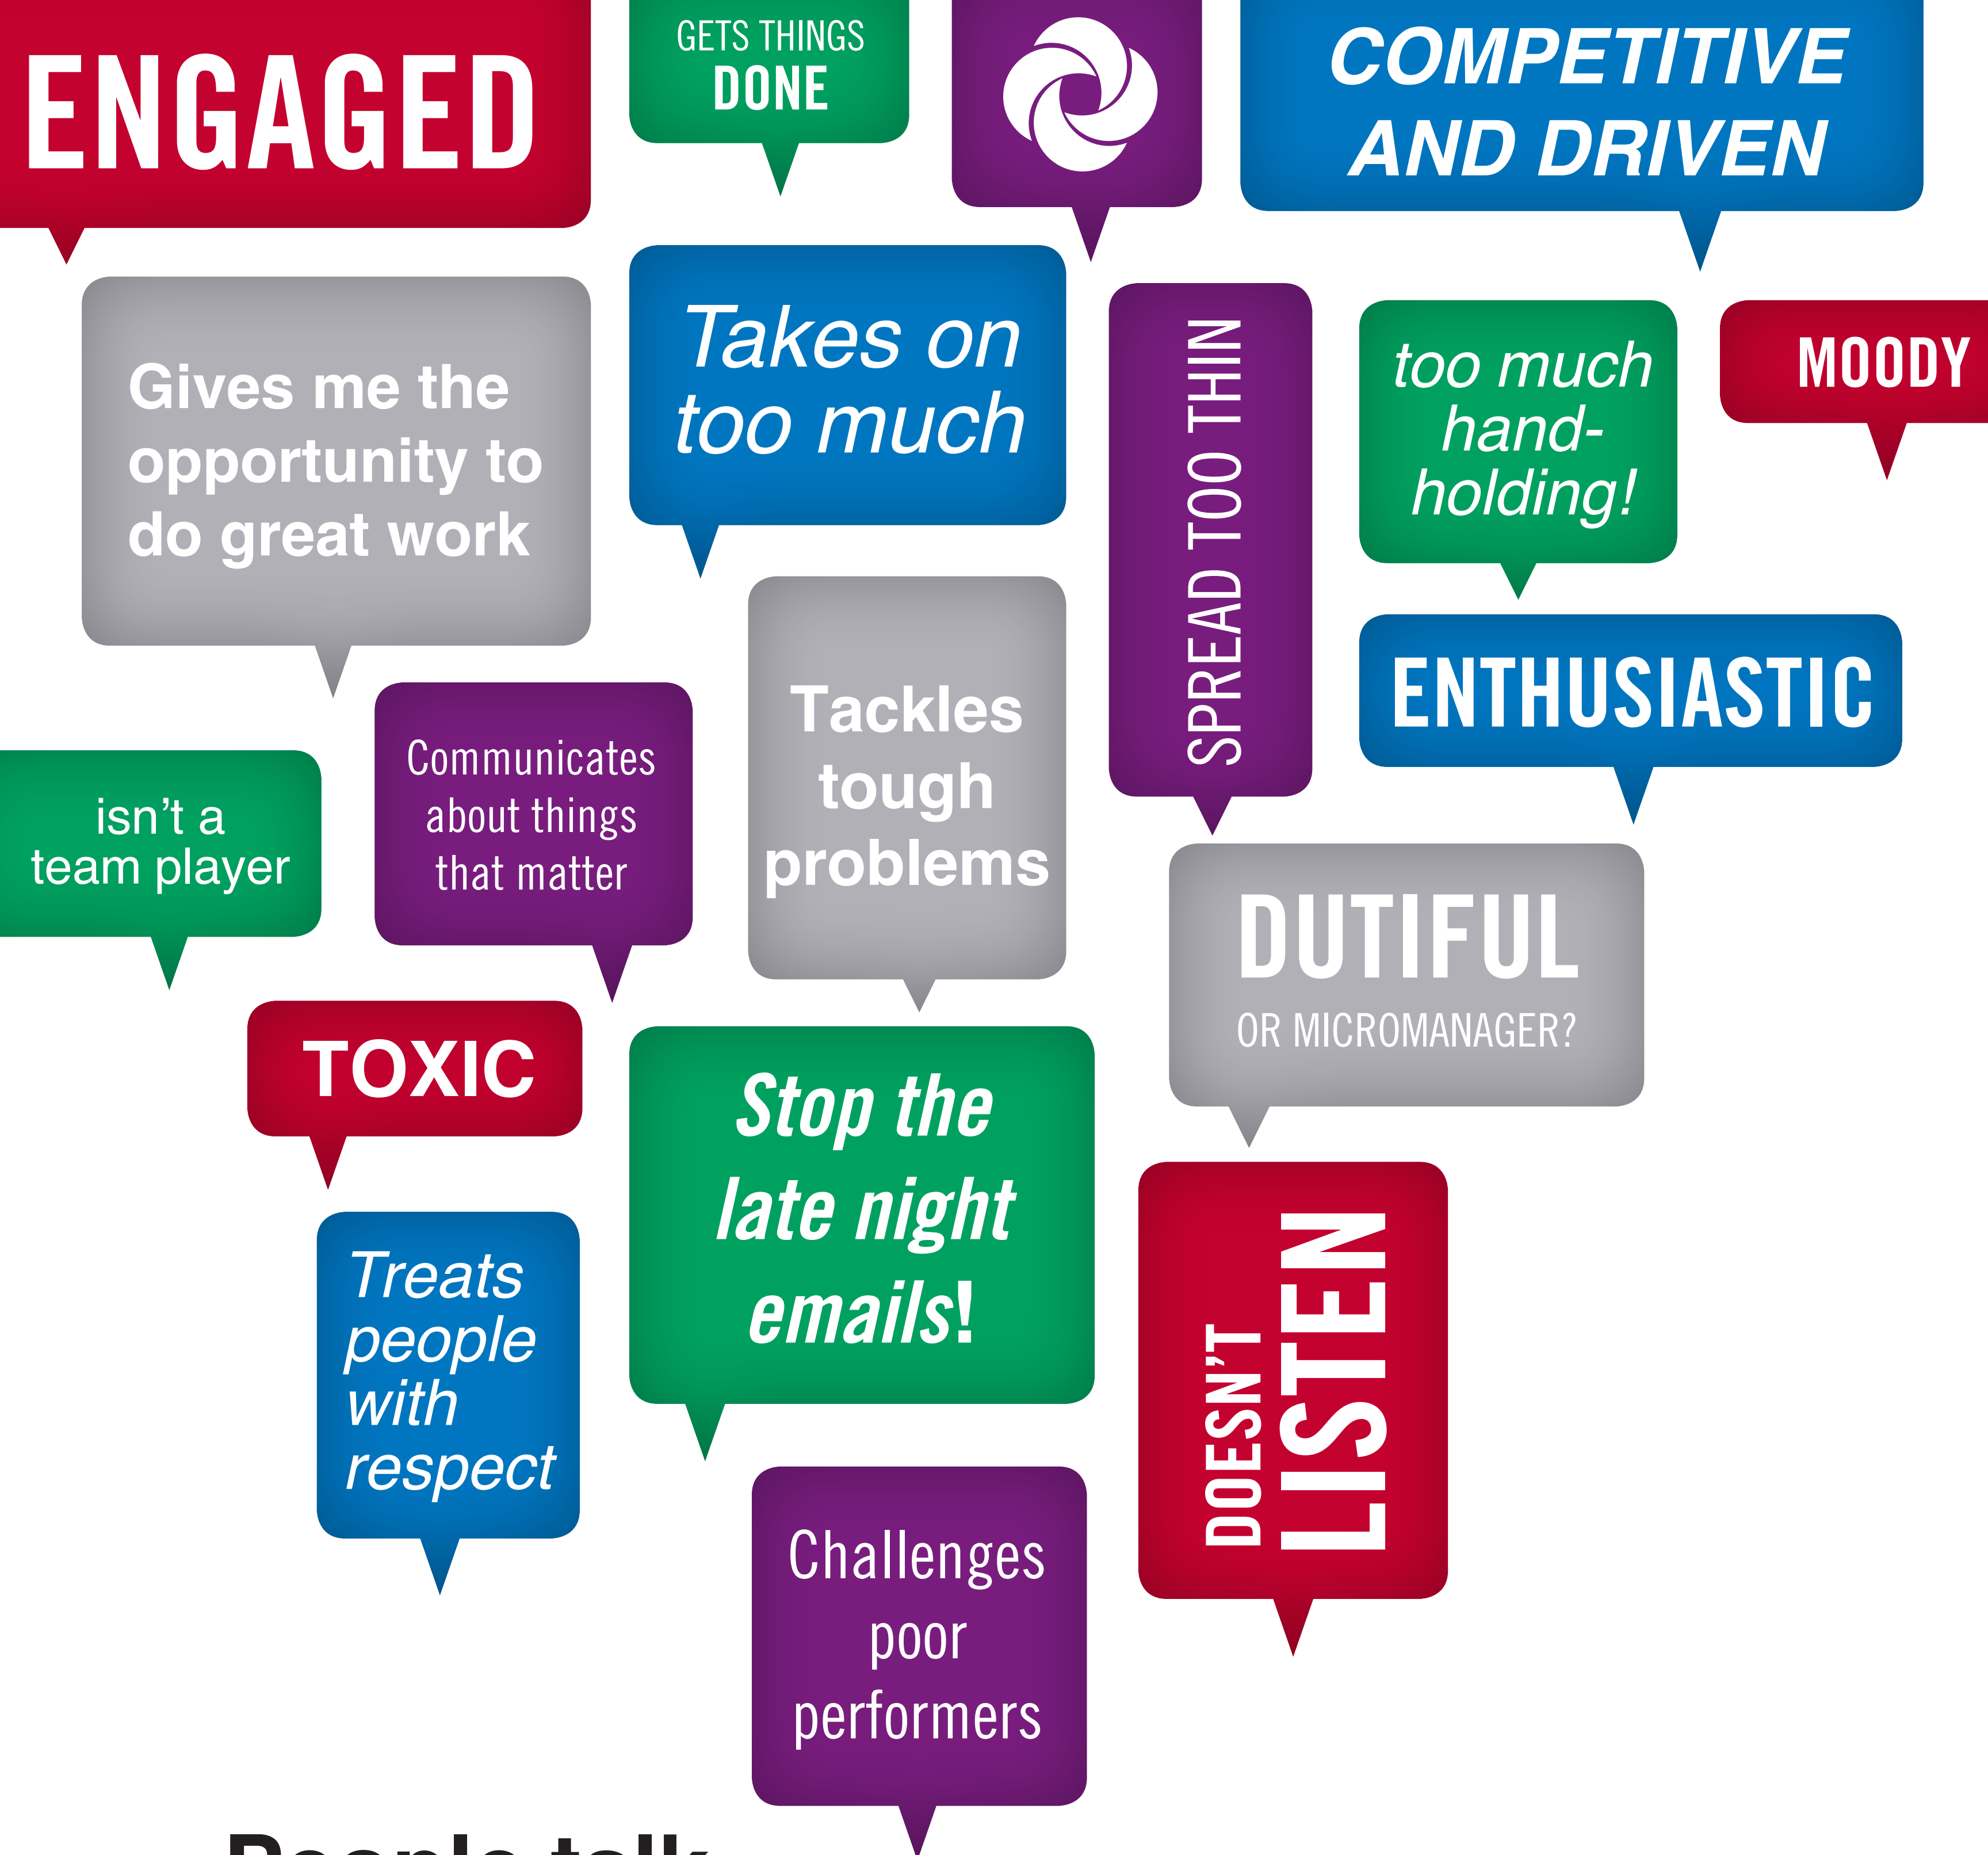 ENGAGED
GETS THINGS
DONE
COMPETITIVE
AND DRIVEN
Gives me the
opportunity to
do great work
Takes on
too much
SPREAD TOO THIN
too much
hand-
holding!
MOODY
ENTHUSIASTIC
isn't a
team player
Communicates
about things
that matter
Tackles
tough
problems
DUTIFUL
OR MICROMANAGER?
TOXIC
Stop the
late night
emails!
DOESN'T
LISTEN
Treats
people
with
respect
Challenges
poor
performers
People talk